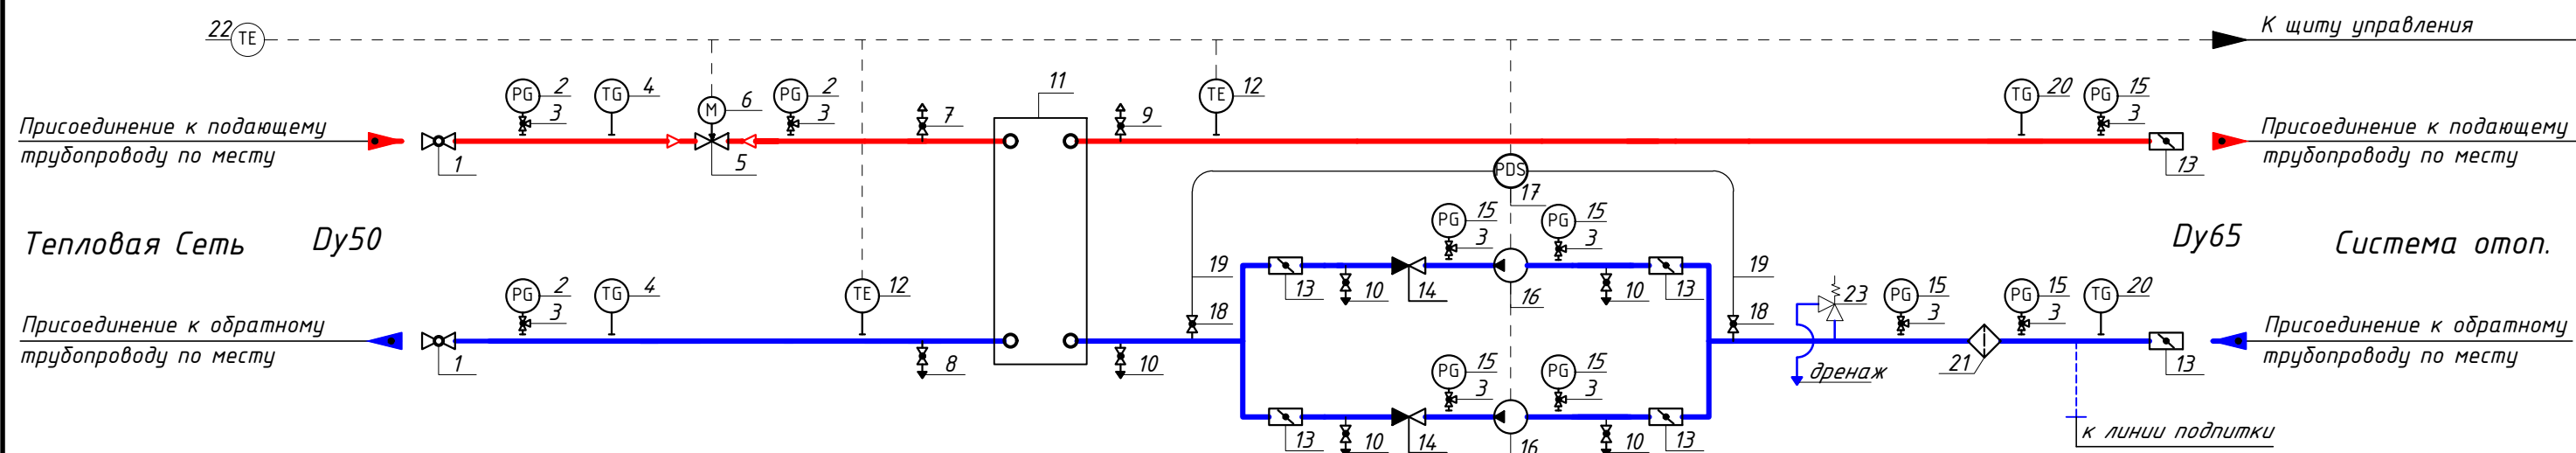 К щиту управления
22 TE
PG 2 3
TG 4
M 6
5
PG 2 3
7
11
9
TE 12
TG 20
PG 15 3
Присоединение к подающему
трубопроводу по месту
1
13
Присоединение к подающему
трубопроводу по месту
PDS
17
Тепловая Сеть
Dy50
Dy65
Система отоп.
19
PG 15 3
PG 15 3
19
13
10
14
16
10
13
PG 2 3
TG 4
TE 12
18
18
23
PG 15 3
PG 15 3
TG 20
Присоединение к обратному
трубопроводу по месту
1
8
10
PG 15 3
PG 15 3
дренаж
21
13
Присоединение к обратному
трубопроводу по месту
13
10
14
16
10
13
к линии подпитки